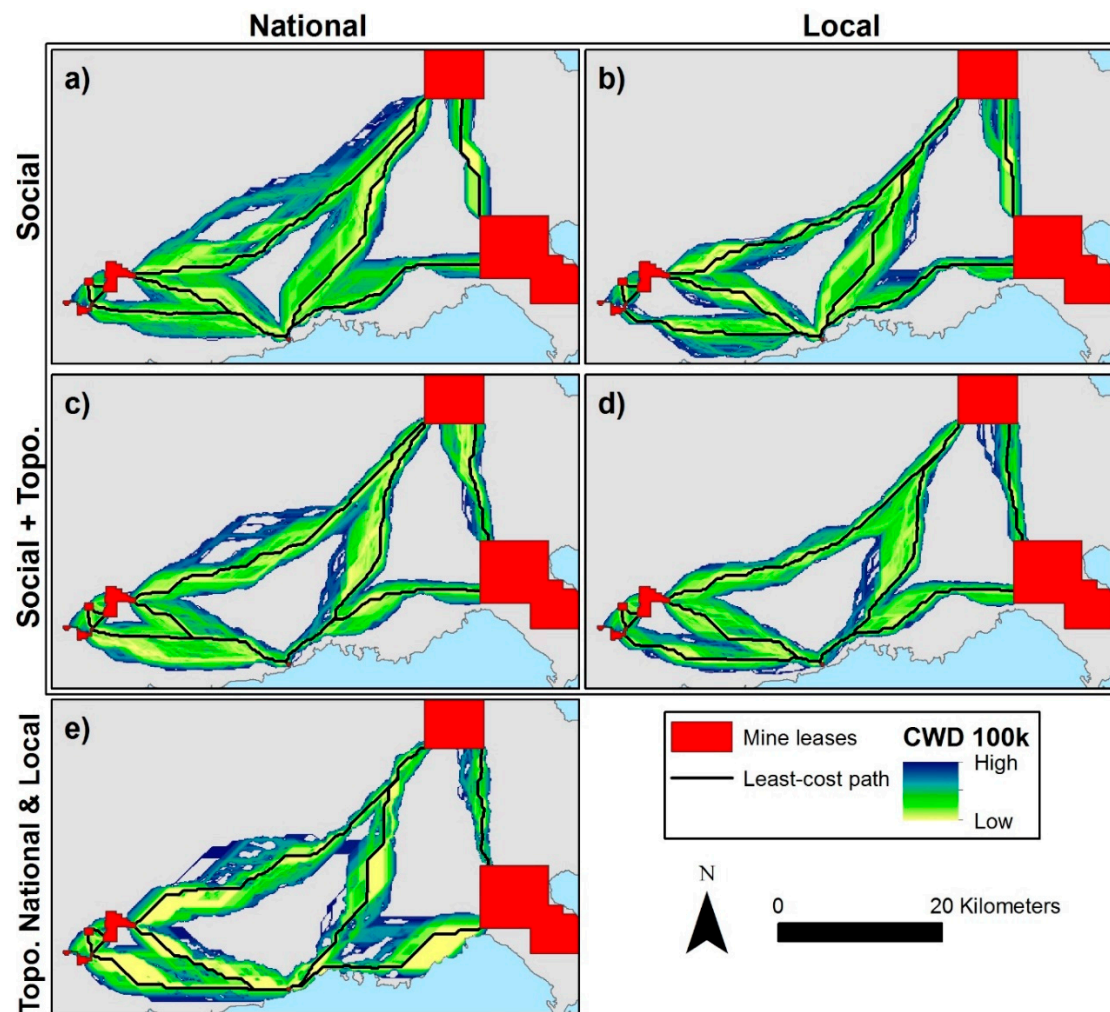 National
Local
Social
a)
b)
Social + Topo.
c)
d)
Topo. National & Local
e)
Mine leases
Least-cost path
CWD 100k
High
Low
N
0
20 Kilometers